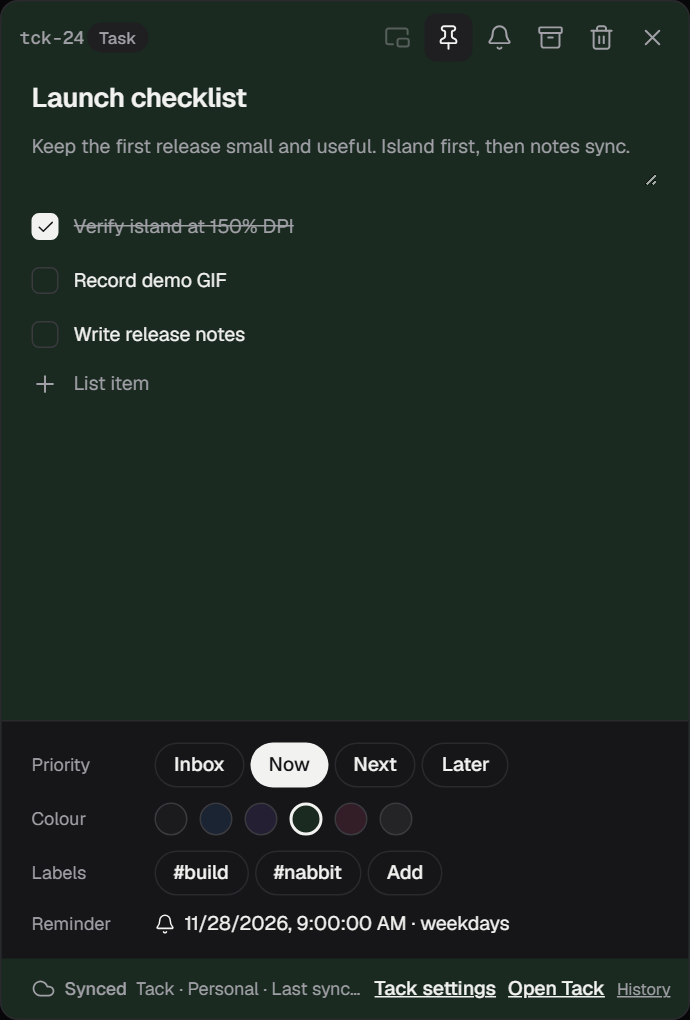 tck-24 Task
Launch checklist
Keep the first release small and useful. Island first, then notes sync.
Verify island at 150% DPI
Record demo GIF
Write release notes
List item
Priority Inbox Now Next Later
Colour
Labels #build #nabbit Add
Reminder 11/28/2026, 9:00:00 AM · weekdays
Synced Tack · Personal · Last sync… Tack settings Open Tack History